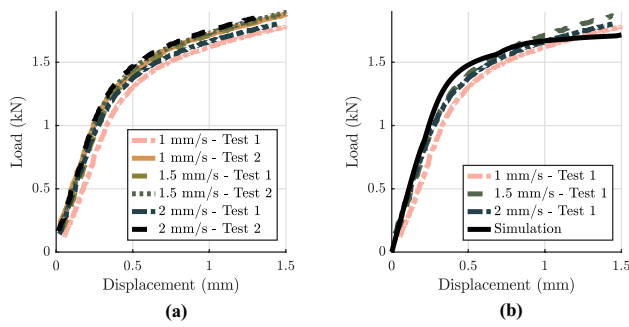 1.5
1
0.5
0
Load (kN)
1 mm/s - Test 1
1 mm/s - Test 2
1.5 mm/s - Test 1
1.5 mm/s - Test 2
2 mm/s - Test 1
2 mm/s - Test 2
0 0.5 1 1.5
Displacement (mm)
(a)
1.5
1
0.5
0
Load (kN)
1 mm/s - Test 1
1.5 mm/s - Test 1
2 mm/s - Test 1
Simulation
0 0.5 1 1.5
Displacement (mm)
(b)